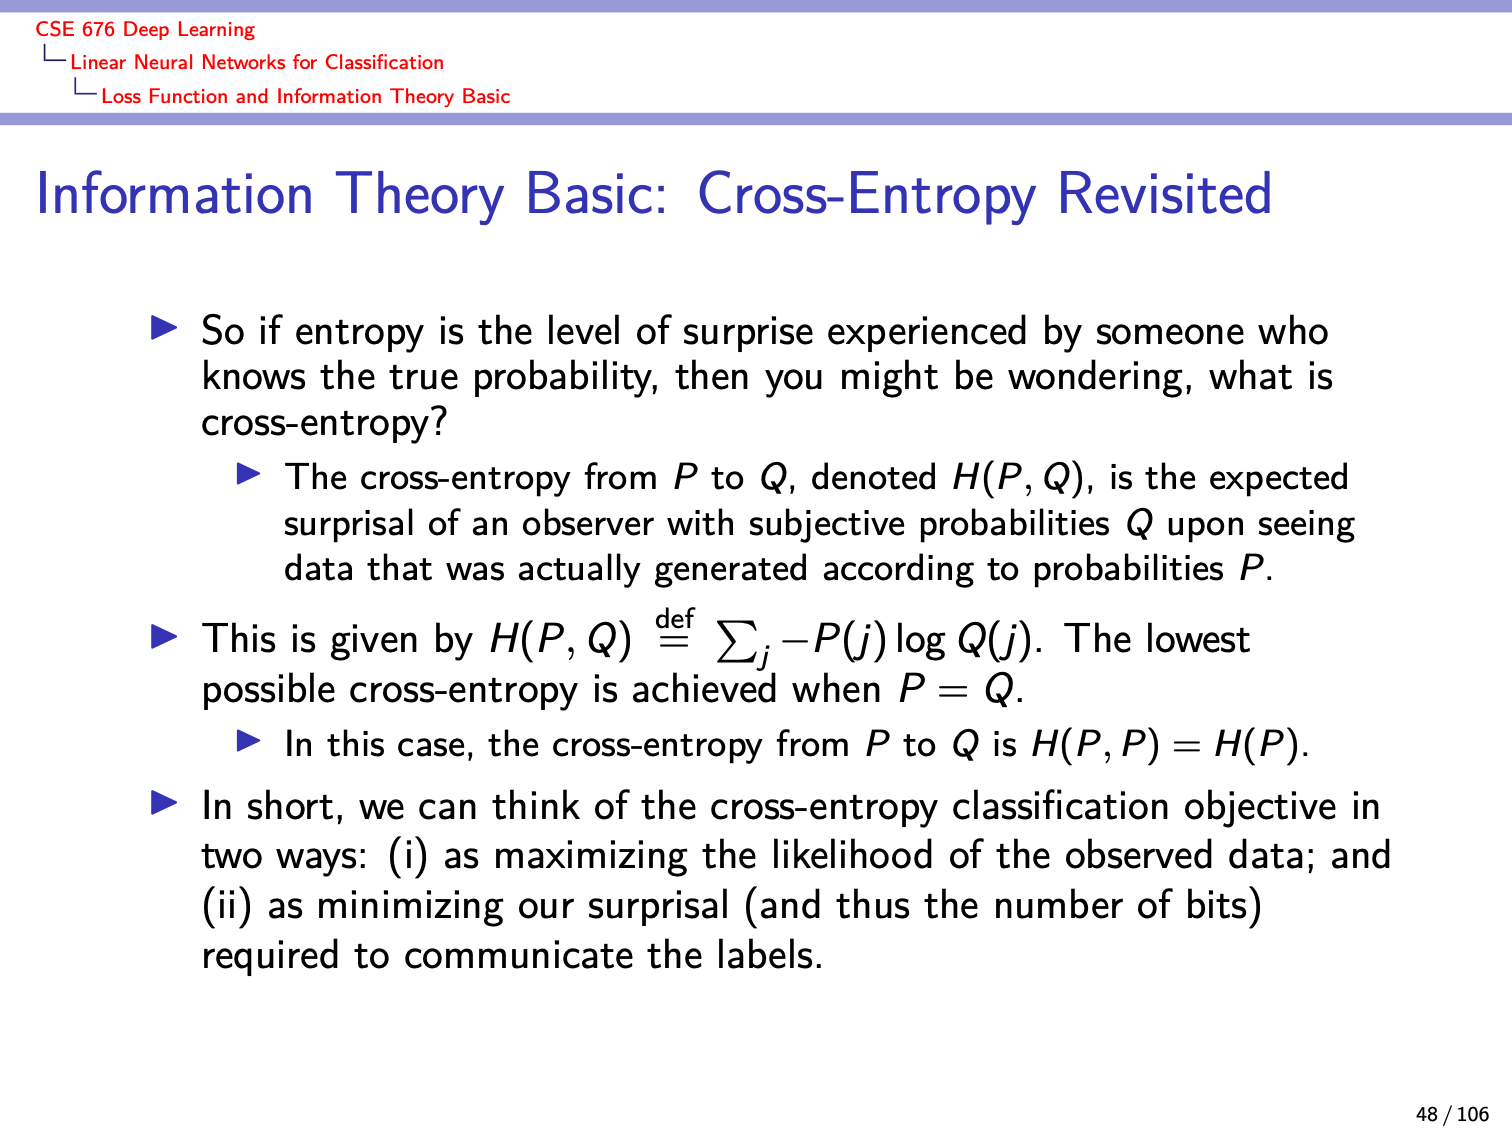 CSE 676 Deep Learning
Linear Neural Networks for Classification
Loss Function and Information Theory Basic
Information Theory Basic: Cross-Entropy Revisited
So if entropy is the level of surprise experienced by someone who
knows the true probability, then you might be wondering, what is
cross-entropy?
The cross-entropy from P to Q, denoted H(P, Q), is the expected
surprisal of an observer with subjective probabilities Q upon seeing
data that was actually generated according to probabilities P.
This is given by H(P, Q) def= ∑j −P(j) log Q(j). The lowest
possible cross-entropy is achieved when P = Q.
In this case, the cross-entropy from P to Q is H(P, P) = H(P).
In short, we can think of the cross-entropy classification objective in
two ways: (i) as maximizing the likelihood of the observed data; and
(ii) as minimizing our surprisal (and thus the number of bits)
required to communicate the labels.
48 / 106